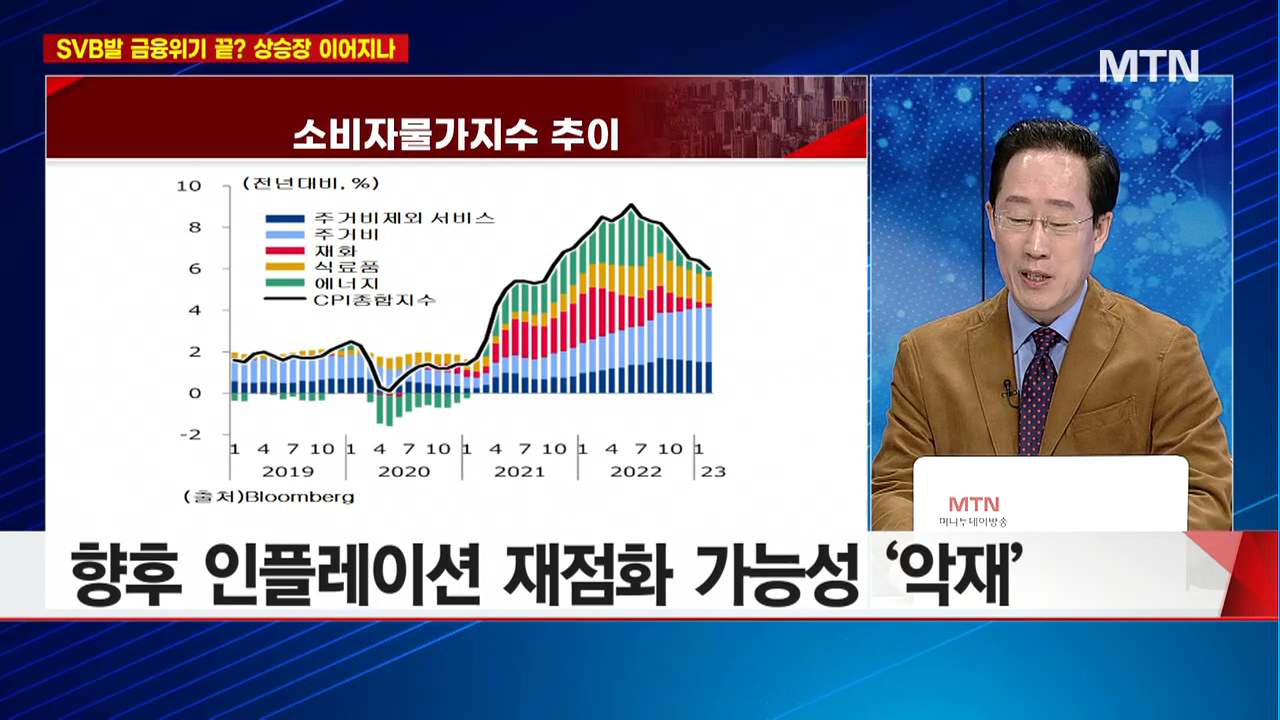 SVB발 금융위기 끝? 상승장 이어지나
MTN
소비자물가지수 추이
(전년대비, %)
10
8
6
4
2
0
-2
주거비제외 서비스
주거비
재화
식료품
에너지
CPI종합지수
1 4 7 10 1 4 7 10 1 4 7 10 1 4 7 10 1
2019 2020 2021 2022 23
(출처)Bloomberg
MTN
머니투데이방송
향후 인플레이션 재점화 가능성 ‘악재’